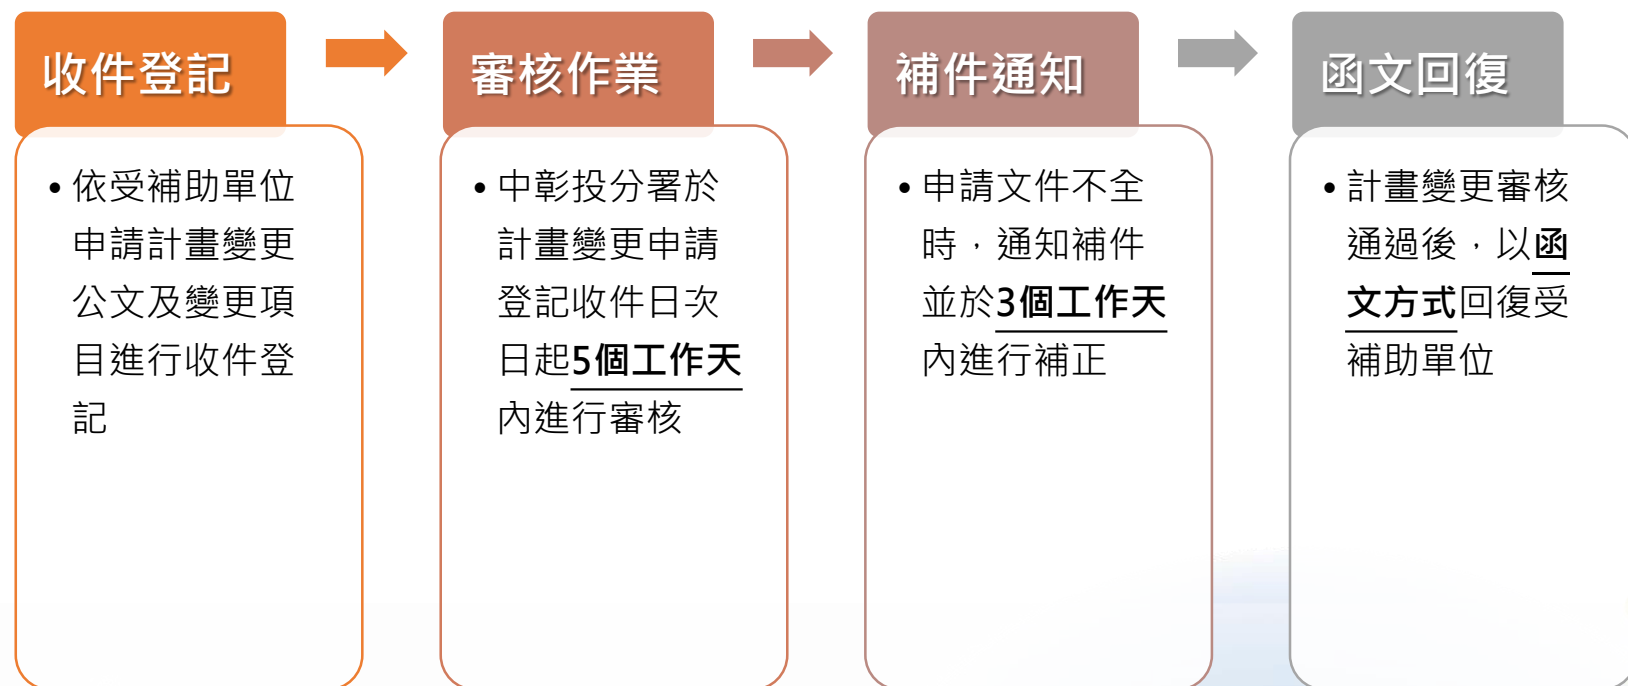 收件登記
• 依受補助單位
申請計畫變更
公文及變更項
目進行收件登
記
審核作業
• 中彰投分署於
計畫變更申請
登記收件日次
日起5個工作天
內進行審核
補件通知
• 申請文件不全
時，通知補件
並於3個工作天
內進行補正
函文回復
• 計畫變更審核
通過後，以函
文方式回復受
補助單位